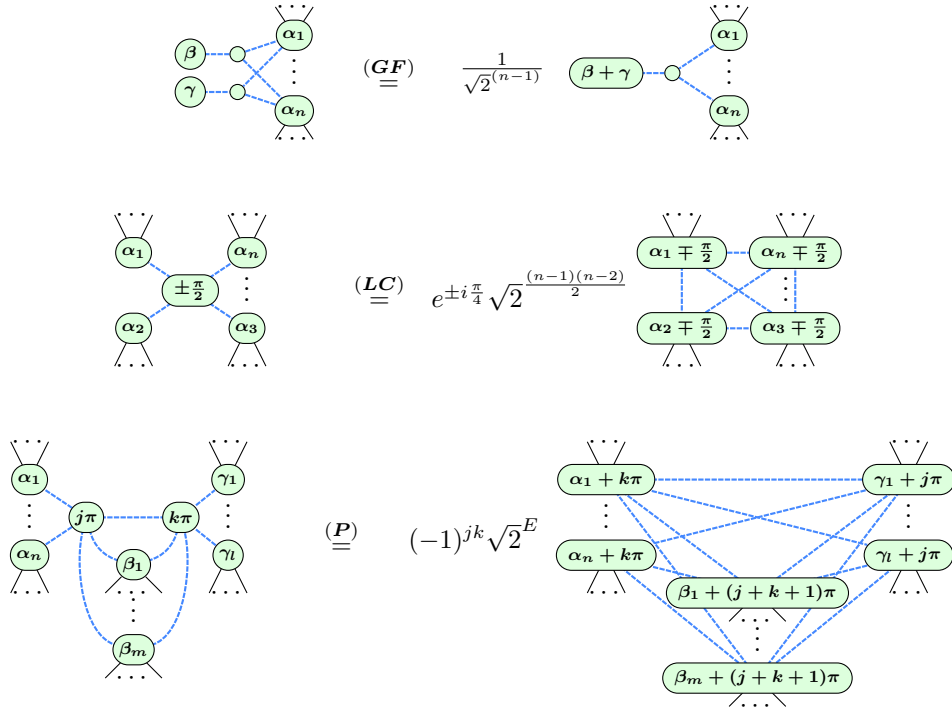 β γ α₁ ⋮ αₙ (GF) = 1/√2^(n−1) β + γ α₁ ⋮ αₙ
α₁ αₙ ± π/2 α₂ α₃ (LC) = e^{±i π/4} √2^{(n−1)(n−2)/2} α₁ ∓ π/2 αₙ ∓ π/2 α₂ ∓ π/2 α₃ ∓ π/2
α₁ γ₁ jπ kπ αₙ β₁ γₗ βₘ (P) = (−1)^{jk} √2^E α₁ + kπ γ₁ + jπ αₙ + kπ γₗ + jπ β₁ + (j + k + 1)π βₘ + (j + k + 1)π